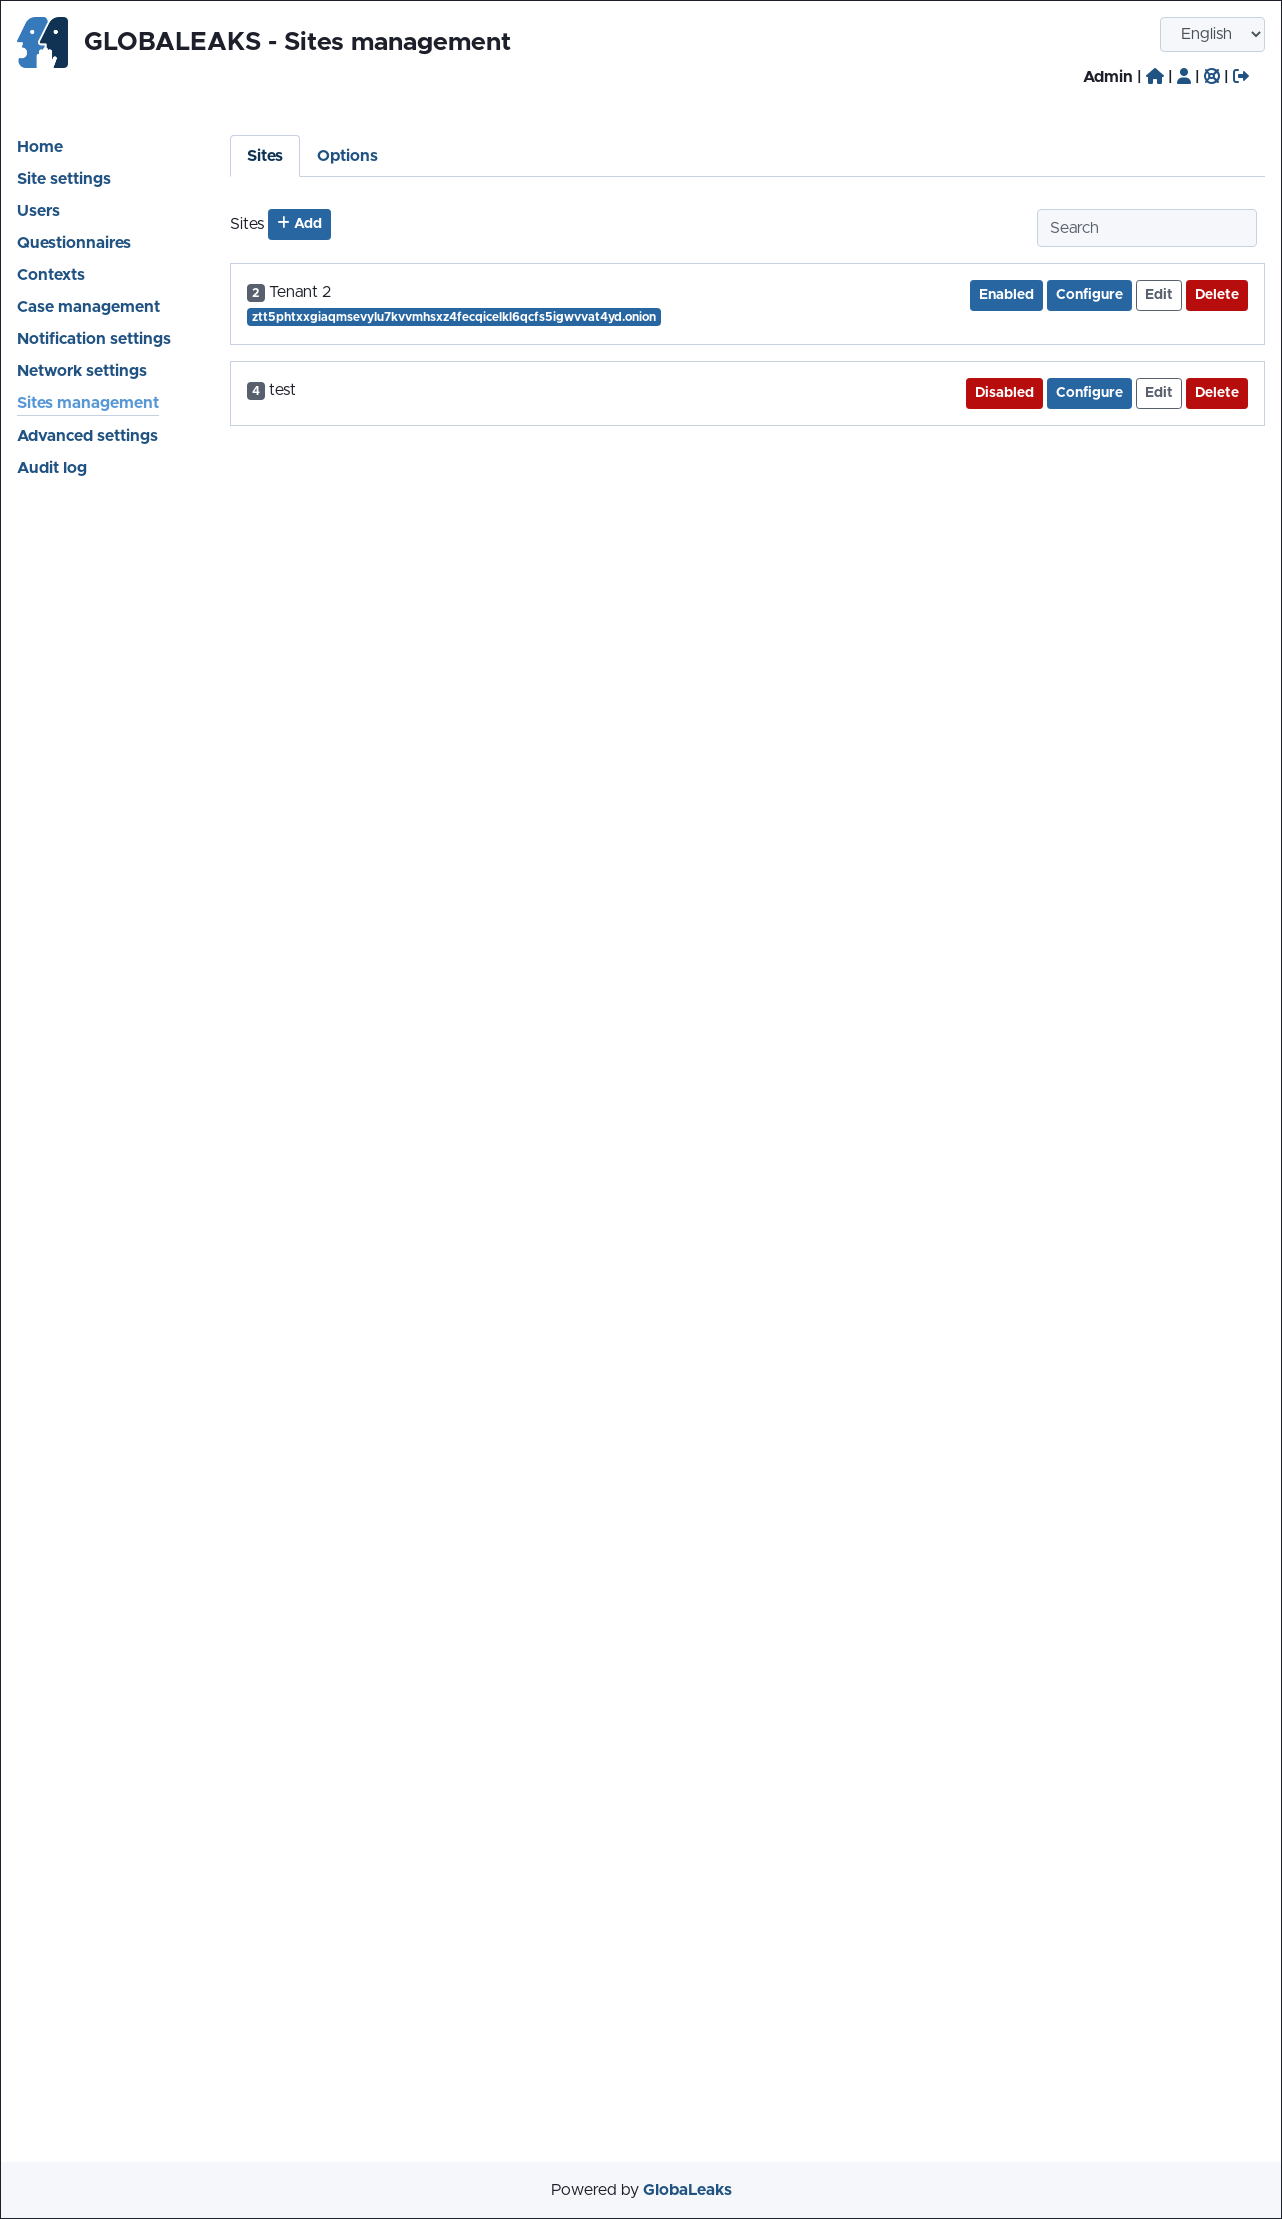 GLOBALEAKS - Sites management
English
Admin | | | |
Home
Site settings
Users
Questionnaires
Contexts
Case management
Notification settings
Network settings
Sites management
Advanced settings
Audit log
Sites Options
Sites + Add Search
2 Tenant 2 Enabled Configure Edit Delete
ztt5phtxxgiaqmsevylu7kvvmhsxz4fecqicelkl6qcfs5igwvvat4yd.onion
4 test Disabled Configure Edit Delete
Powered by GlobaLeaks